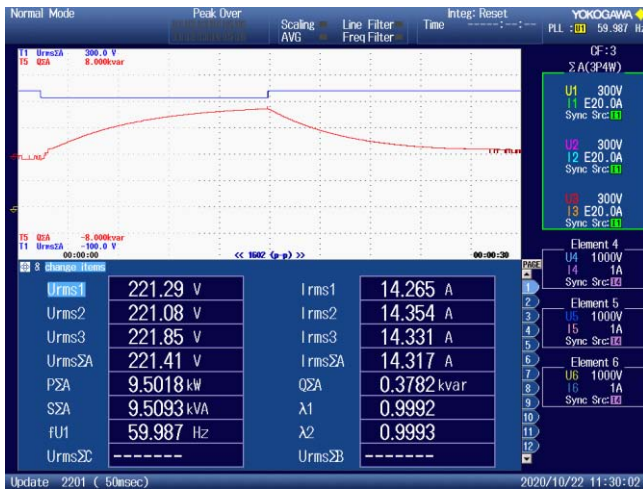 Normal Mode Peak Over Scaling Line Filter Integ: Reset YOKOGAWA
AVG Freq Filter Time PLL :U1 59.987 Hz
T1 UrmsΣA 300.0 V
T5 QΣA 8.000kvar
CF:3
ΣA(3P4W)
U1 300V
I1 E20.0A
Sync Src:I1
U2 300V
I2 E20.0A
Sync Src:I1
U3 300V
I3 E20.0A
Sync Src:I1
T5 QΣA -8.000kvar
T1 UrmsΣA -100.0 V
00:00:00 << 1602 (p-p) >> 00:00:30
8 change items PAGE
Urms1 221.29 V Irms1 14.265 A 1
Urms2 221.08 V Irms2 14.354 A 2
Urms3 221.85 V Irms3 14.331 A 3
UrmsΣA 221.41 V IrmsΣA 14.317 A 5
PΣA 9.5018 kW QΣA 0.3782 kvar 7
SΣA 9.5093 kVA λ1 0.9992 9
fU1 59.987 Hz λ2 0.9993 10
UrmsΣC ------- UrmsΣB ------- 12
Element 4
U4 1000V
I4 1A
Sync Src:I4
Element 5
U5 1000V
I5 1A
Sync Src:I4
Element 6
U6 1000V
I6 1A
Sync Src:I4
Update 2201 ( 50msec) 2020/10/22 11:30:02